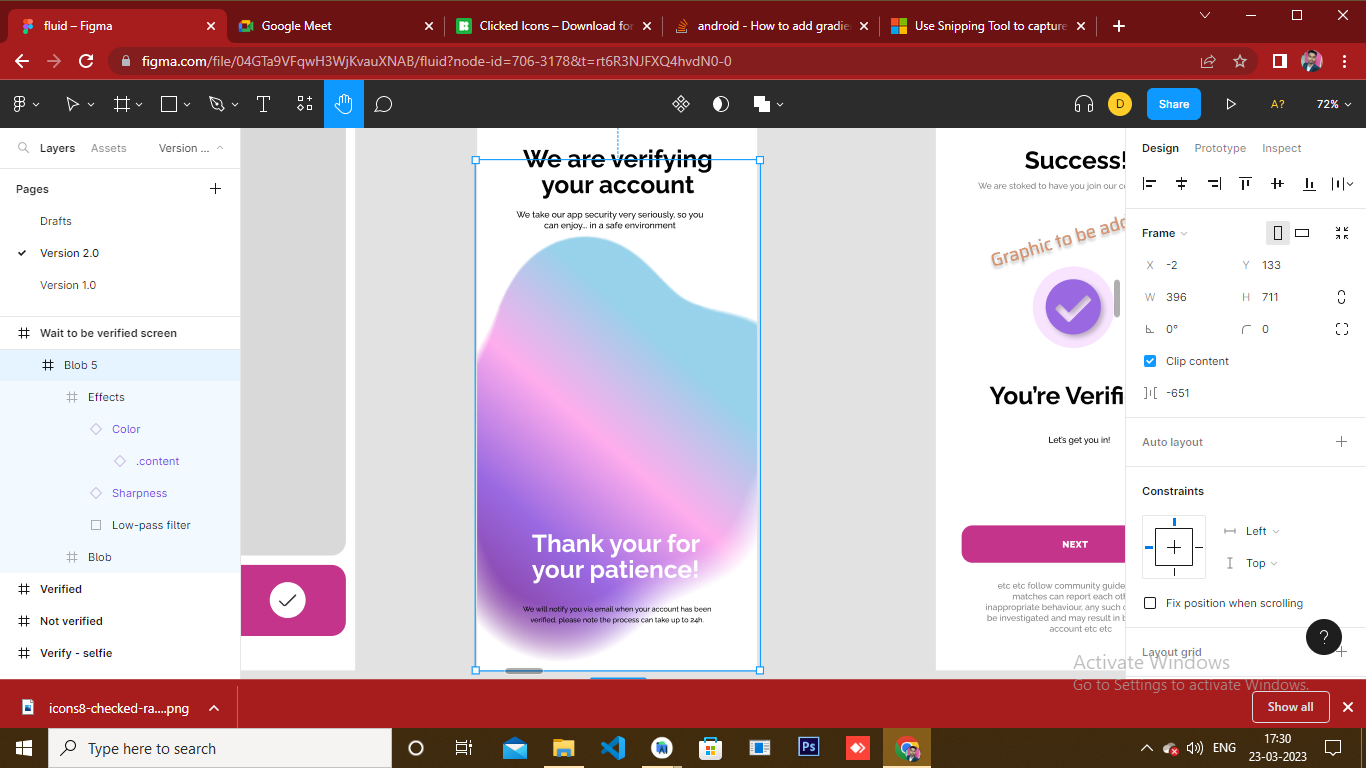 fluid – Figma
Google Meet
Clicked Icons – Download for
android - How to add gradie
Use Snipping Tool to capture
figma.com/file/04GTa9VFqwH3WjKvauXNAB/fluid?node-id=706-3178&t=rt6R3NJFXQ4hvdN0-0
D
Share
A?
72%
Layers
Assets
Version ...
Pages
Drafts
Version 2.0
Version 1.0
Wait to be verified screen
Blob 5
Effects
Color
.content
Sharpness
Low-pass filter
Blob
Verified
Not verified
Verify - selfie
We are verifying
your account
We take our app security very seriously, so you
can enjoy... in a safe environment
Thank your for
your patience!
We will notify you via email when your account has been
verified, please note the process can take up to 24h.
Success!
We are stoked to have you join our co
Graphic to be add
You're Verifi
Let's get you in!
NEXT
etc etc follow community guide
matches can report each oth
inappropriate behaviour, any such
be investigated and may result in b
account etc etc
Design
Prototype
Inspect
Frame
X -2
Y 133
W 396
H 711
0°
0
Clip content
-651
Auto layout
Constraints
Left
Top
Fix position when scrolling
Layout grid
?
Activate Windows
Go to Settings to activate Windows.
icons8-checked-ra....png
Show all
Type here to search
Ps
ENG
17:30
23-03-2023